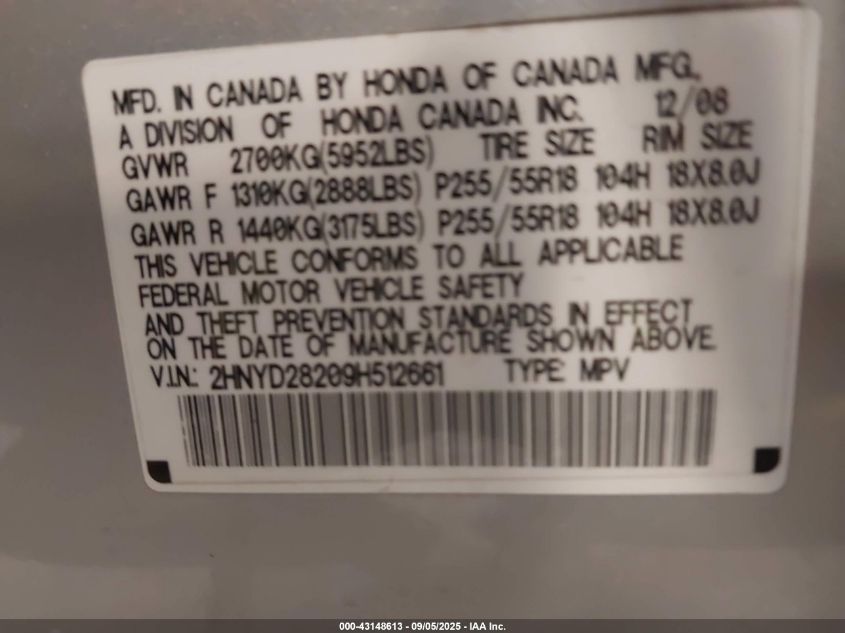 MFD. IN CANADA BY HONDA OF CANADA MFG.,
A DIVISION OF HONDA CANADA INC. 12/08
GVWR 2700KG(5952LBS) TIRE SIZE RIM SIZE
GAWR F 1310KG(2888LBS) P255/55R18 104H 18X8.0J
GAWR R 1440KG(3175LBS) P255/55R18 104H 18X8.0J
THIS VEHICLE CONFORMS TO ALL APPLICABLE
FEDERAL MOTOR VEHICLE SAFETY
AND THEFT PREVENTION STANDARDS IN EFFECT
ON THE DATE OF MANUFACTURE SHOWN ABOVE.
V.I.N.: 2HNYD28209H512661 TYPE: MPV
000-43148613 - 09/05/2025 - IAA Inc.